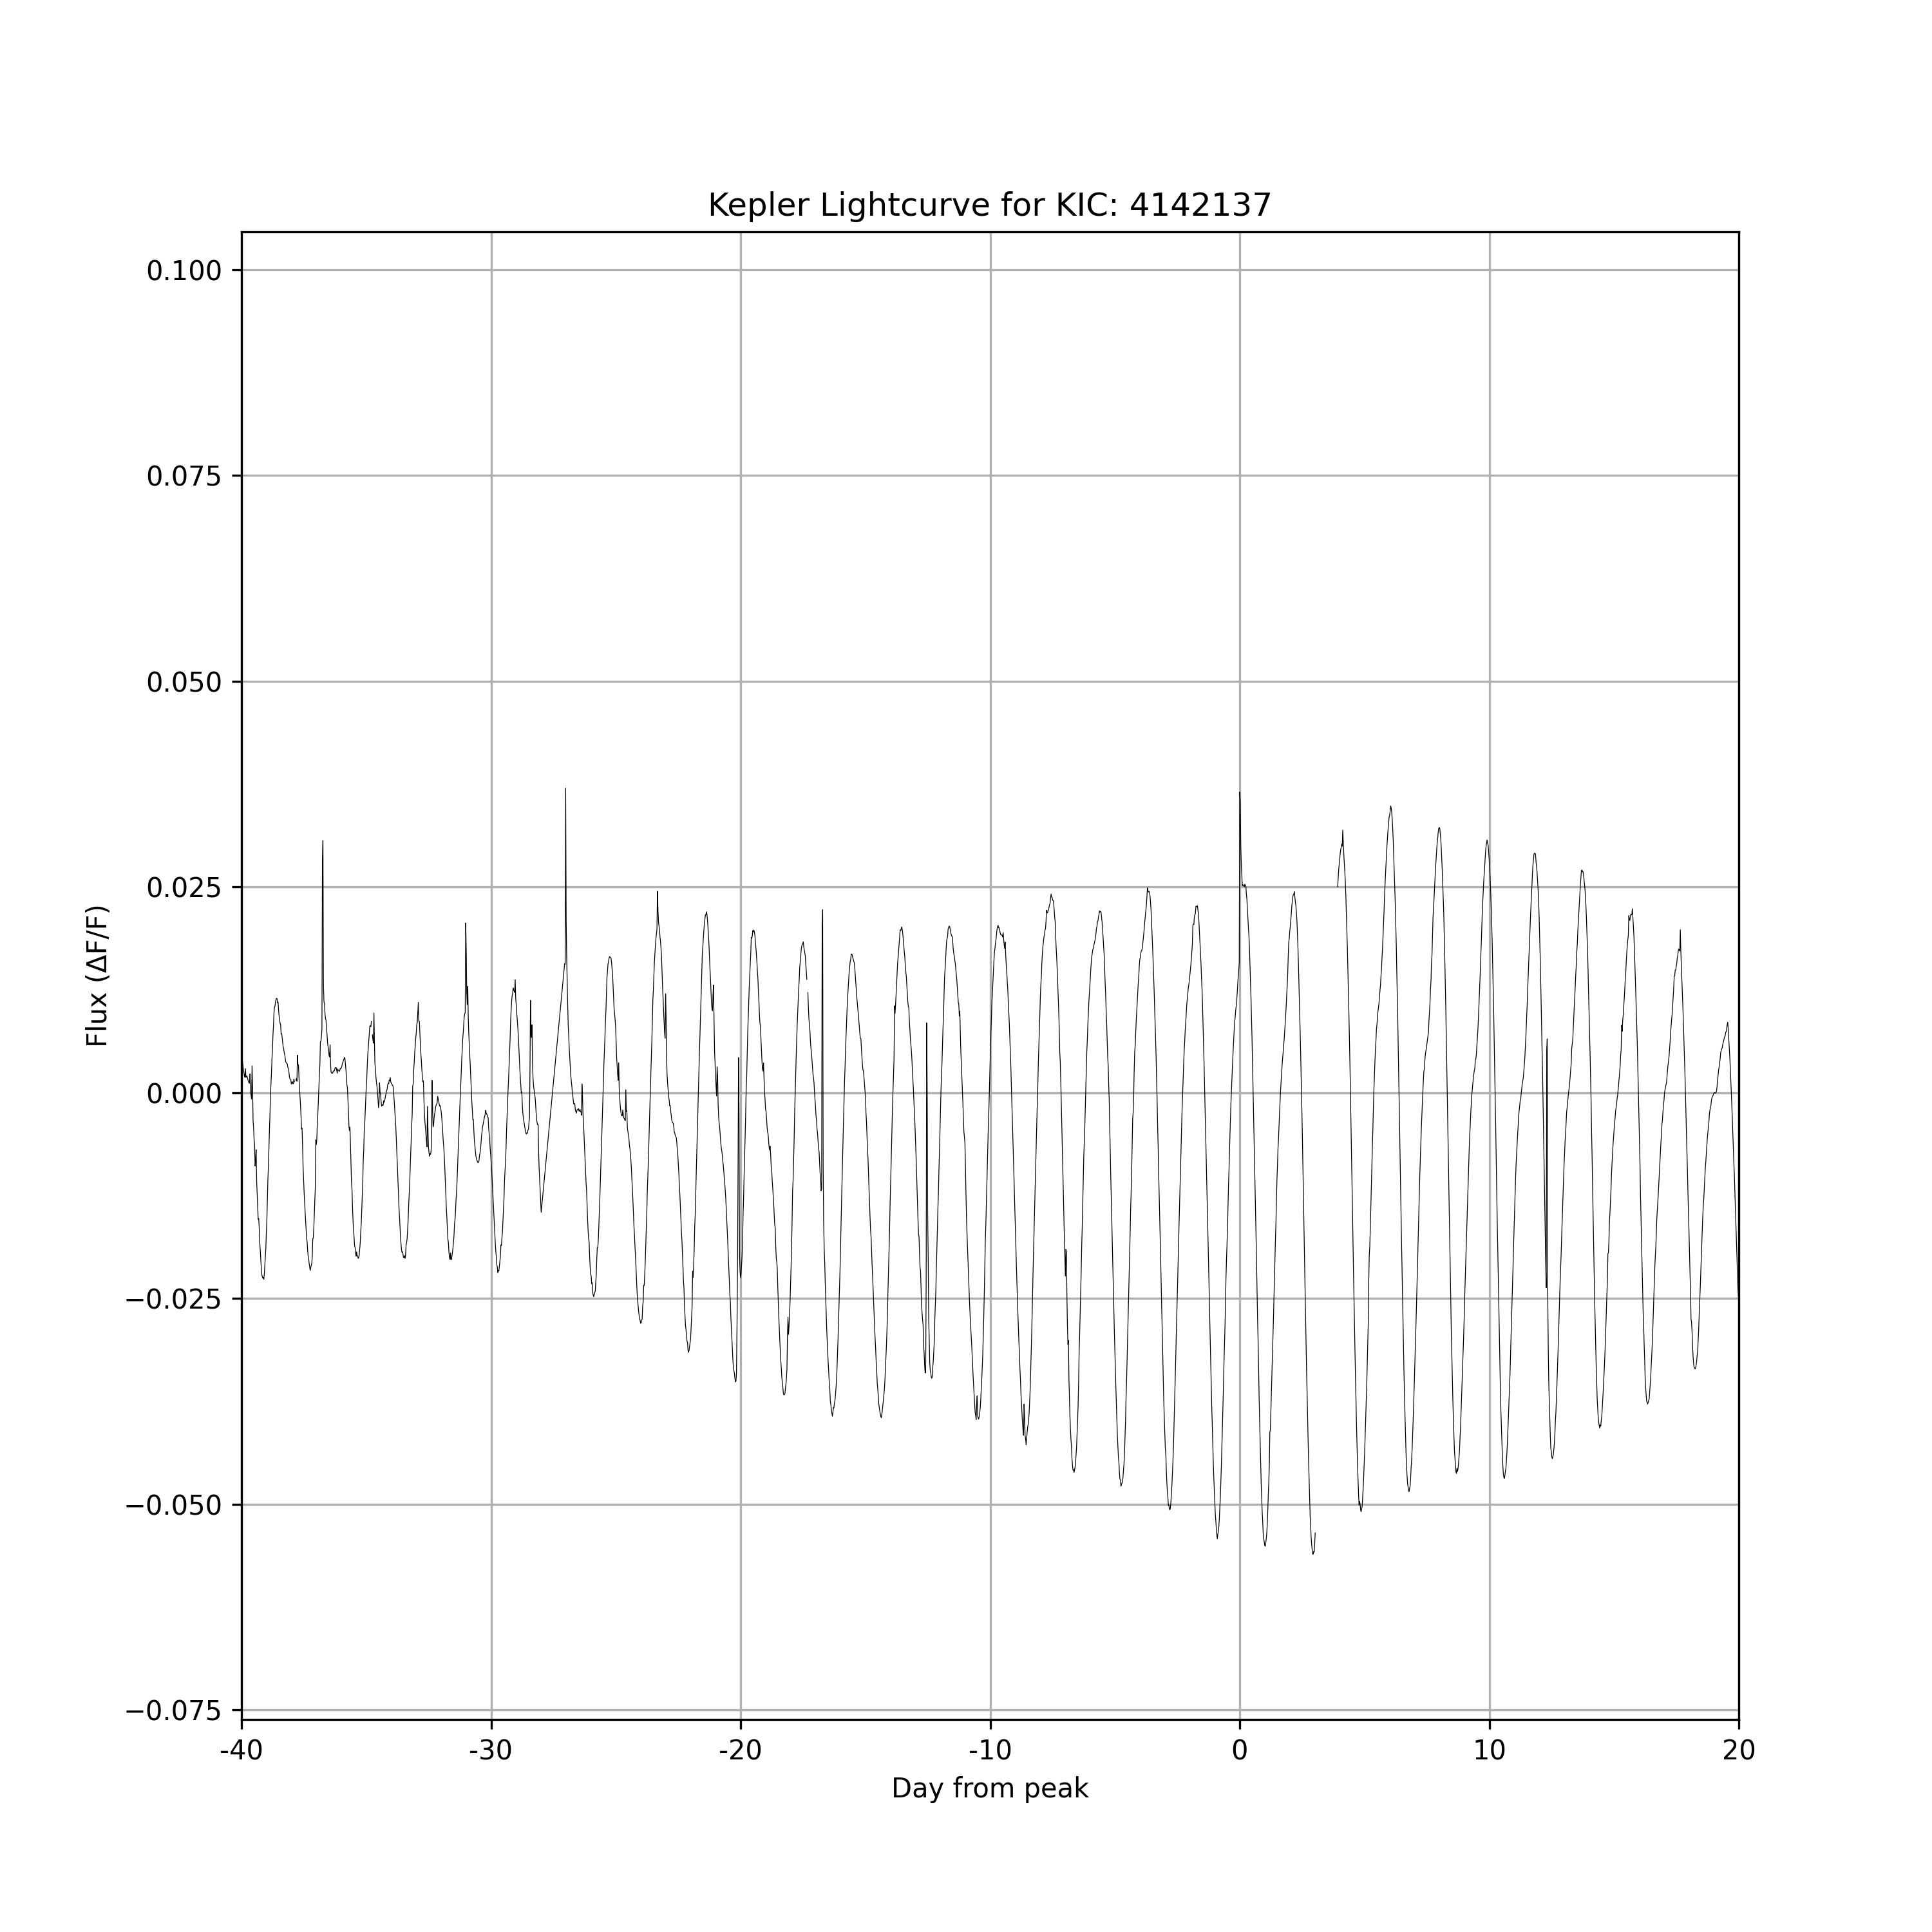 Kepler Lightcurve for KIC: 4142137
Flux (ΔF/F)
0.100
0.075
0.050
0.025
0.000
−0.025
−0.050
−0.075
-40 -30 -20 -10 0 10 20
Day from peak